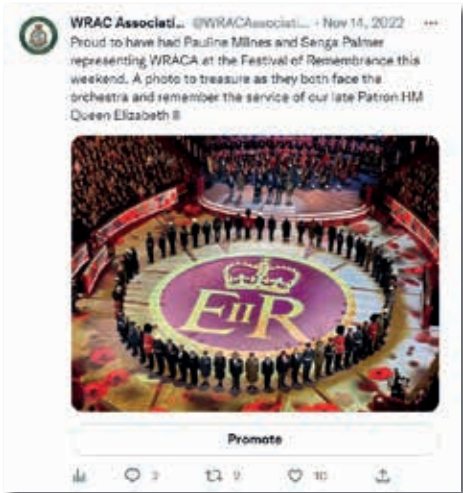 WRAC Associati... @WRACAssociati... · Nov 14, 2022 ...
Proud to have had Pauline Milnes and Senga Palmer
representing WRACA at the Festival of Remembrance this
weekend. A photo to treasure as they both face the
orchestra and remember the service of our late Patron HM
Queen Elizabeth II
EIIR
Promote
3 9 10